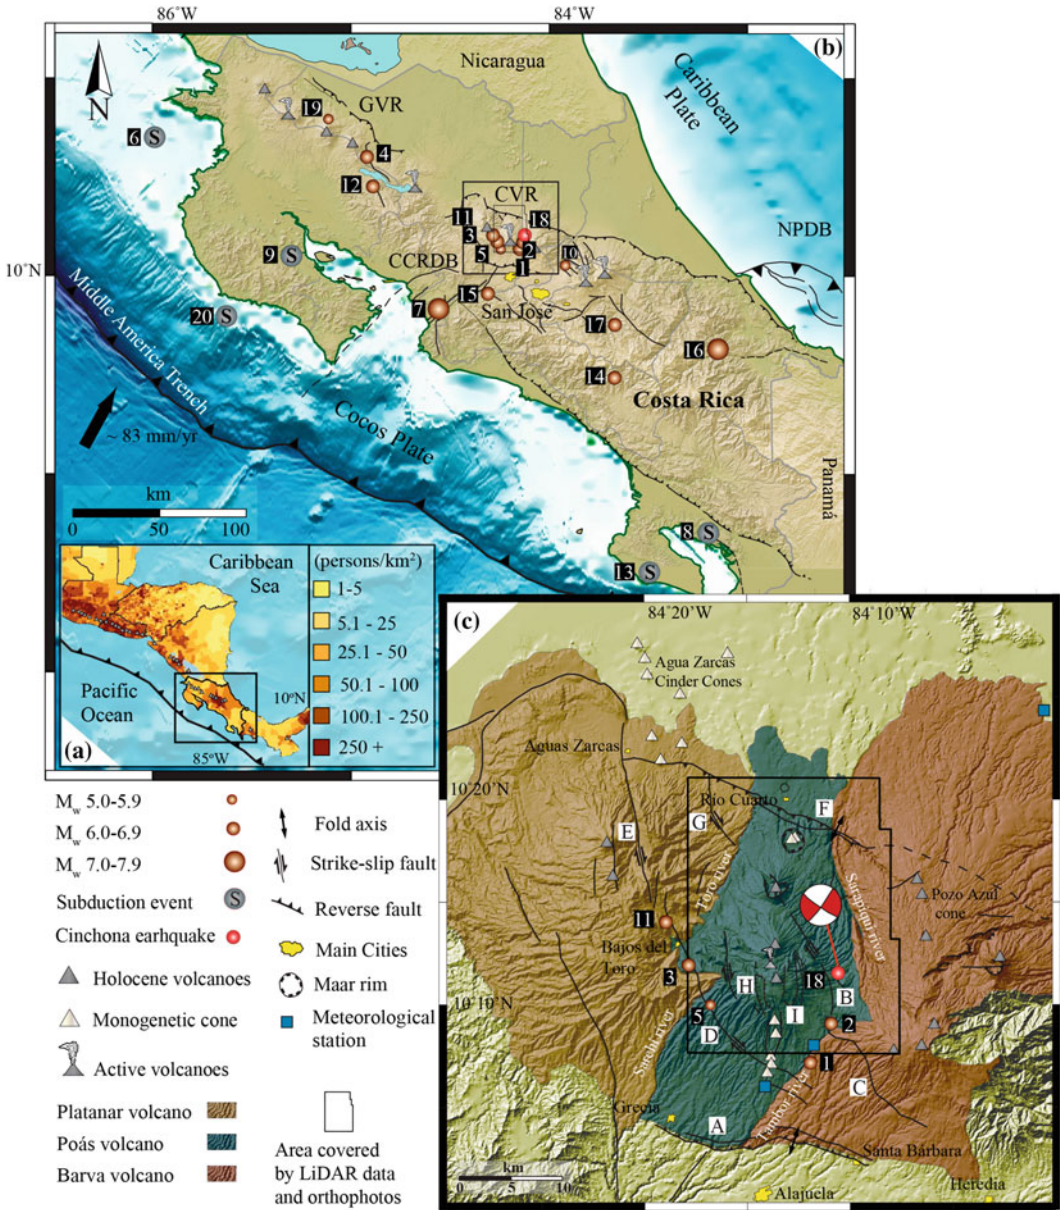 86°W
84°W
(b)
N
Nicaragua
Caribbean
Plate
19
GVR
6
S
4
12
CVR
11
18
3
NPDB
9
S
5
2
10
CCRDB
1
10°N
15
20
S
7
San José
17
16
Middle America Trench
14
Costa Rica
~ 83 mm/yr
Cocos Plate
Panamá
km
0
50
100
8
S
13
S
Caribbean
Sea
(persons/km²)
1-5
5.1 - 25
25.1 - 50
50.1 - 100
100.1 - 250
250 +
Pacific
Ocean
10°N
(a)
85°W
84°20'W
84°10'W
(c)
Agua Zarcas
Cinder Cones
Aguas Zarcas
10°20'N
Río Cuarto
F
G
E
Toro river
Sarapiquí river
Pozo Azul
cone
11
Bajos del
Toro
3
18
H
B
10°10'N
5
I
2
D
Sarchí river
1
C
Tambor river
Grecia
A
Santa Bárbara
km
0
5
10
Alajuela
Heredia
Mw 5.0-5.9
Mw 6.0-6.9
Mw 7.0-7.9
Subduction event
S
Cinchona earhquake
Holocene volcanoes
Monogenetic cone
Active volcanoes
Platanar volcano
Poás volcano
Barva volcano
Fold axis
Strike-slip fault
Reverse fault
Main Cities
Maar rim
Meteorological
station
Area covered
by LiDAR data
and orthophotos